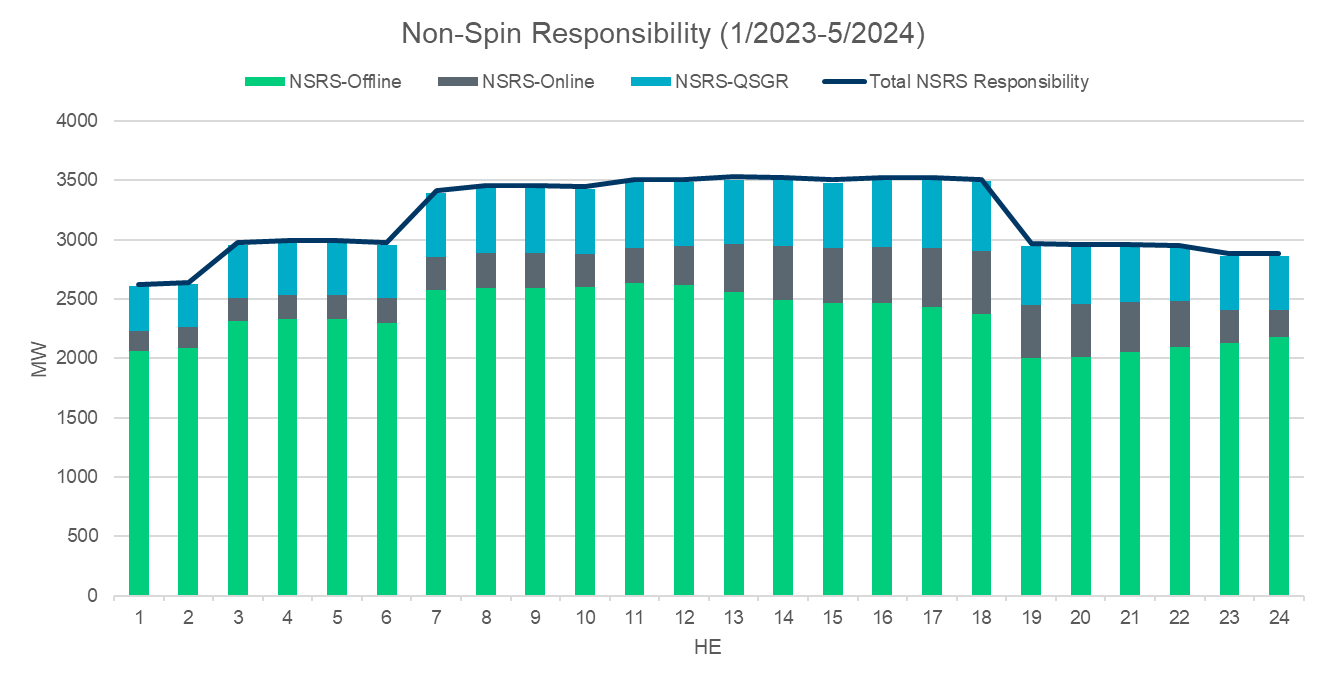 Non-Spin Responsibility (1/2023-5/2024)
NSRS-Offline NSRS-Online NSRS-QSGR Total NSRS Responsibility
4000
3500
3000
2500
2000
1500
1000
500
0
MW
1 2 3 4 5 6 7 8 9 10 11 12 13 14 15 16 17 18 19 20 21 22 23 24
HE